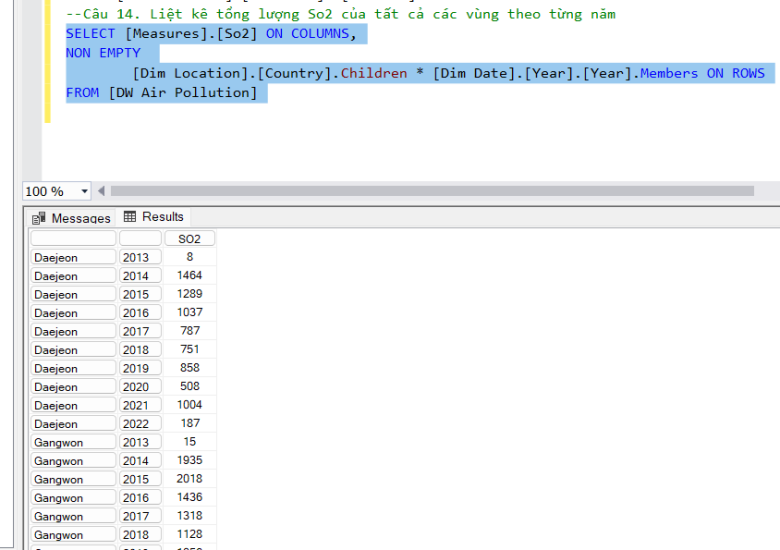 --Câu 14. Liệt kê tổng lượng So2 của tất cả các vùng theo từng năm
SELECT [Measures].[So2] ON COLUMNS,
NON EMPTY
[Dim Location].[Country].Children * [Dim Date].[Year].[Year].Members ON ROWS
FROM [DW Air Pollution]
100 %
Messages Results
SO2
Daejeon 2013 8
Daejeon 2014 1464
Daejeon 2015 1289
Daejeon 2016 1037
Daejeon 2017 787
Daejeon 2018 751
Daejeon 2019 858
Daejeon 2020 508
Daejeon 2021 1004
Daejeon 2022 187
Gangwon 2013 15
Gangwon 2014 1935
Gangwon 2015 2018
Gangwon 2016 1436
Gangwon 2017 1318
Gangwon 2018 1128